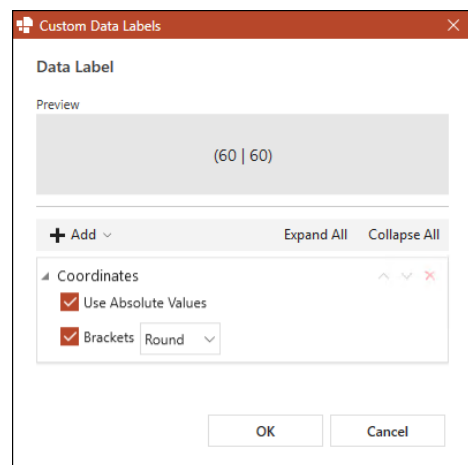 Custom Data Labels
Data Label
Preview
(60 | 60)
Add Expand All Collapse All
Coordinates
Use Absolute Values
Brackets Round
OK Cancel